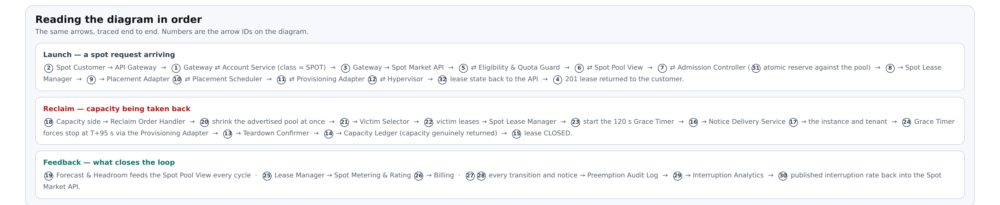 Reading the diagram in order
The same arrows, traced end to end. Numbers are the arrow IDs on the diagram.
Launch — a spot request arriving
2 Spot Customer → API Gateway → 1 Gateway ⇄ Account Service (class = SPOT) → 3 Gateway → Spot Market API → 5 ⇄ Eligibility & Quota Guard → 6 ⇄ Spot Pool View → 7 ⇄ Admission Controller ( 31 atomic reserve against the pool) → 8 → Spot Lease
Manager → 9 → Placement Adapter 10 ⇄ Placement Scheduler → 11 ⇄ Provisioning Adapter 12 ⇄ Hypervisor → 32 lease state back to the API → 4 201 lease returned to the customer.
Reclaim — capacity being taken back
18 Capacity side → Reclaim Order Handler → 20 shrink the advertised pool at once → 21 → Victim Selector → 22 victim leases → Spot Lease Manager → 23 start the 120 s Grace Timer → 16 → Notice Delivery Service 17 → the instance and tenant → 24 Grace Timer
forces stop at T+95 s via the Provisioning Adapter → 13 → Teardown Confirmer → 14 → Capacity Ledger (capacity genuinely returned) → 15 lease CLOSED.
Feedback — what closes the loop
19 Forecast & Headroom feeds the Spot Pool View every cycle · 25 Lease Manager → Spot Metering & Rating 26 → Billing · 27 28 every transition and notice → Preemption Audit Log → 29 → Interruption Analytics → 30 published interruption rate back into the Spot
Market API.